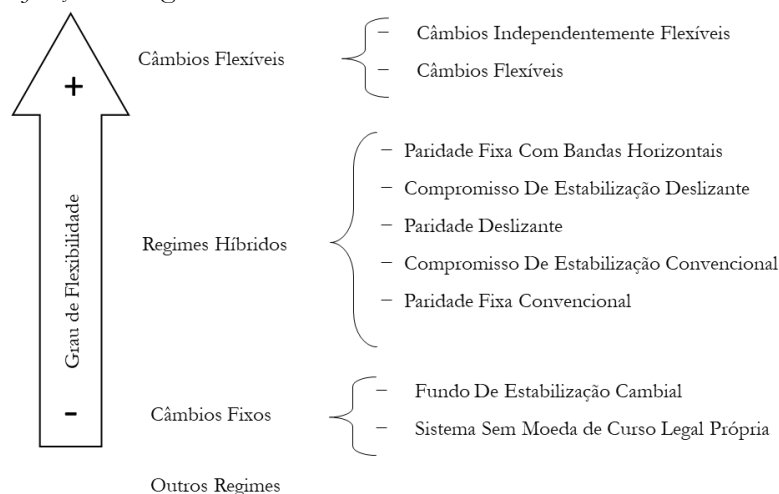 Câmbios Flexíveis
– Câmbios Independentemente Flexíveis
– Câmbios Flexíveis
+
Grau de Flexibilidade
-
Regimes Híbridos
– Paridade Fixa Com Bandas Horizontais
– Compromisso De Estabilização Deslizante
– Paridade Deslizante
– Compromisso De Estabilização Convencional
– Paridade Fixa Convencional
Câmbios Fixos
– Fundo De Estabilização Cambial
– Sistema Sem Moeda de Curso Legal Própria
Outros Regimes